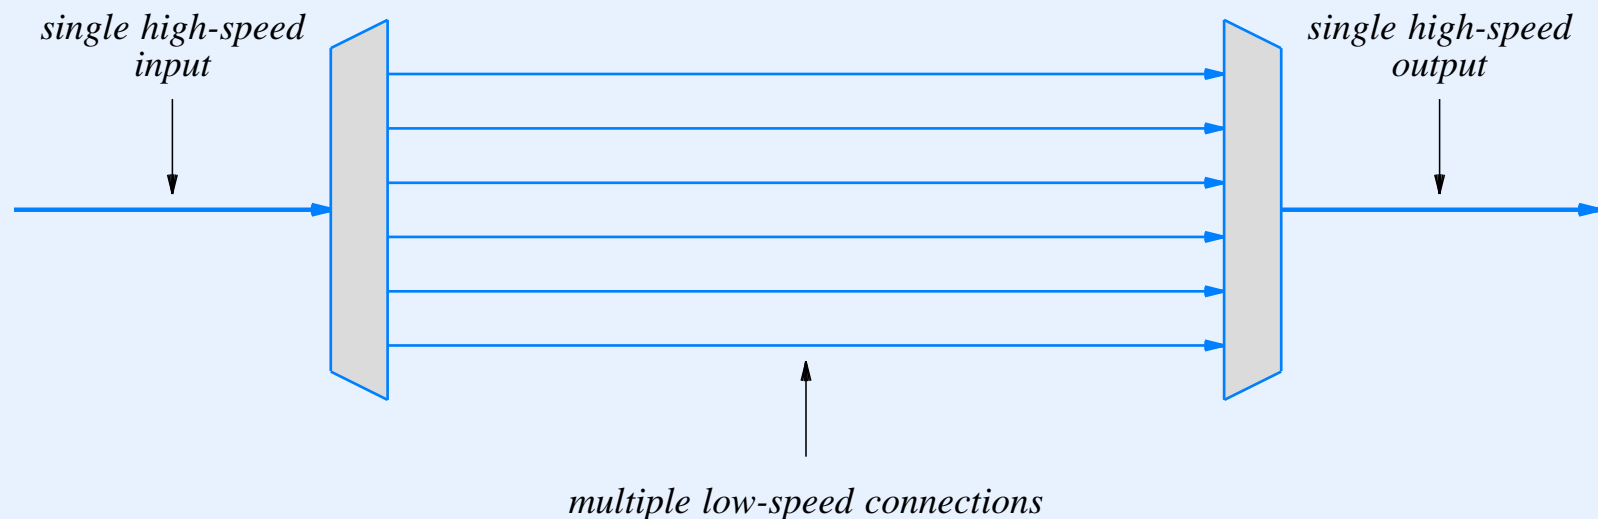 single high-speed
input
single high-speed
output
multiple low-speed connections